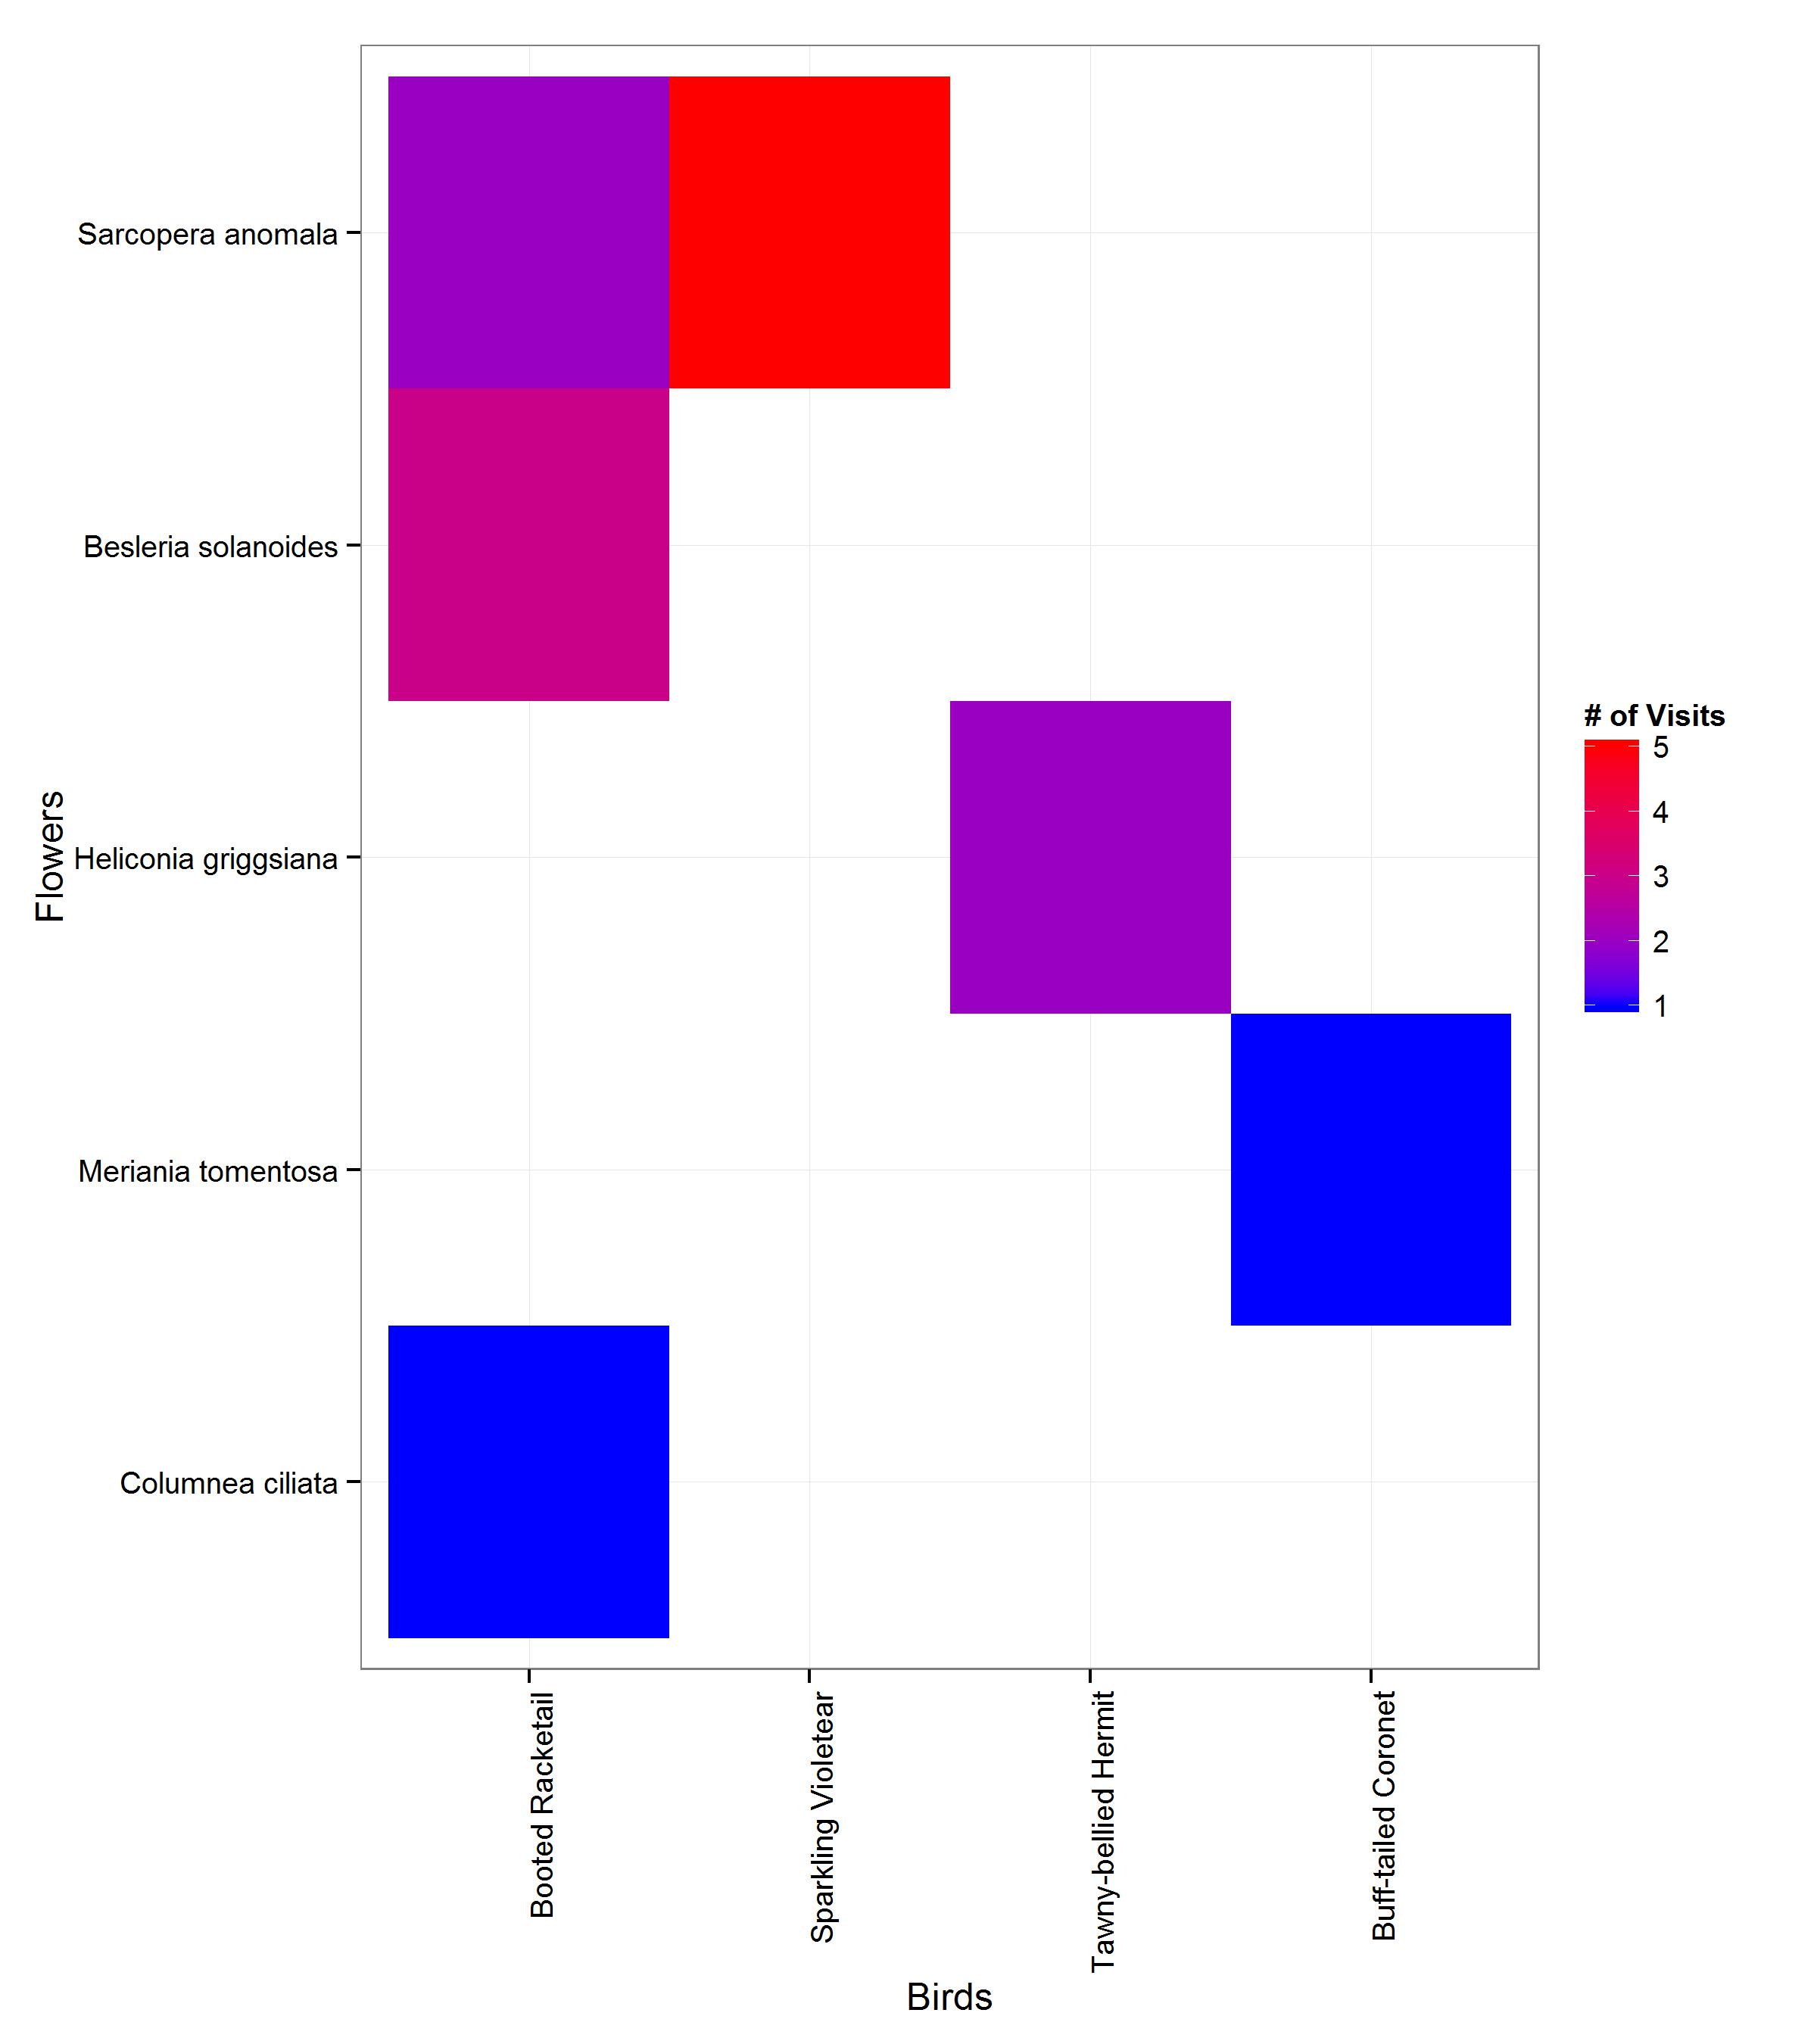 Sarcopera anomala
Besleria solanoides
Heliconia griggsiana
Meriania tomentosa
Columnea ciliata
Flowers
Booted Racketail
Sparkling Violetear
Tawny-bellied Hermit
Buff-tailed Coronet
Birds
# of Visits
5
4
3
2
1